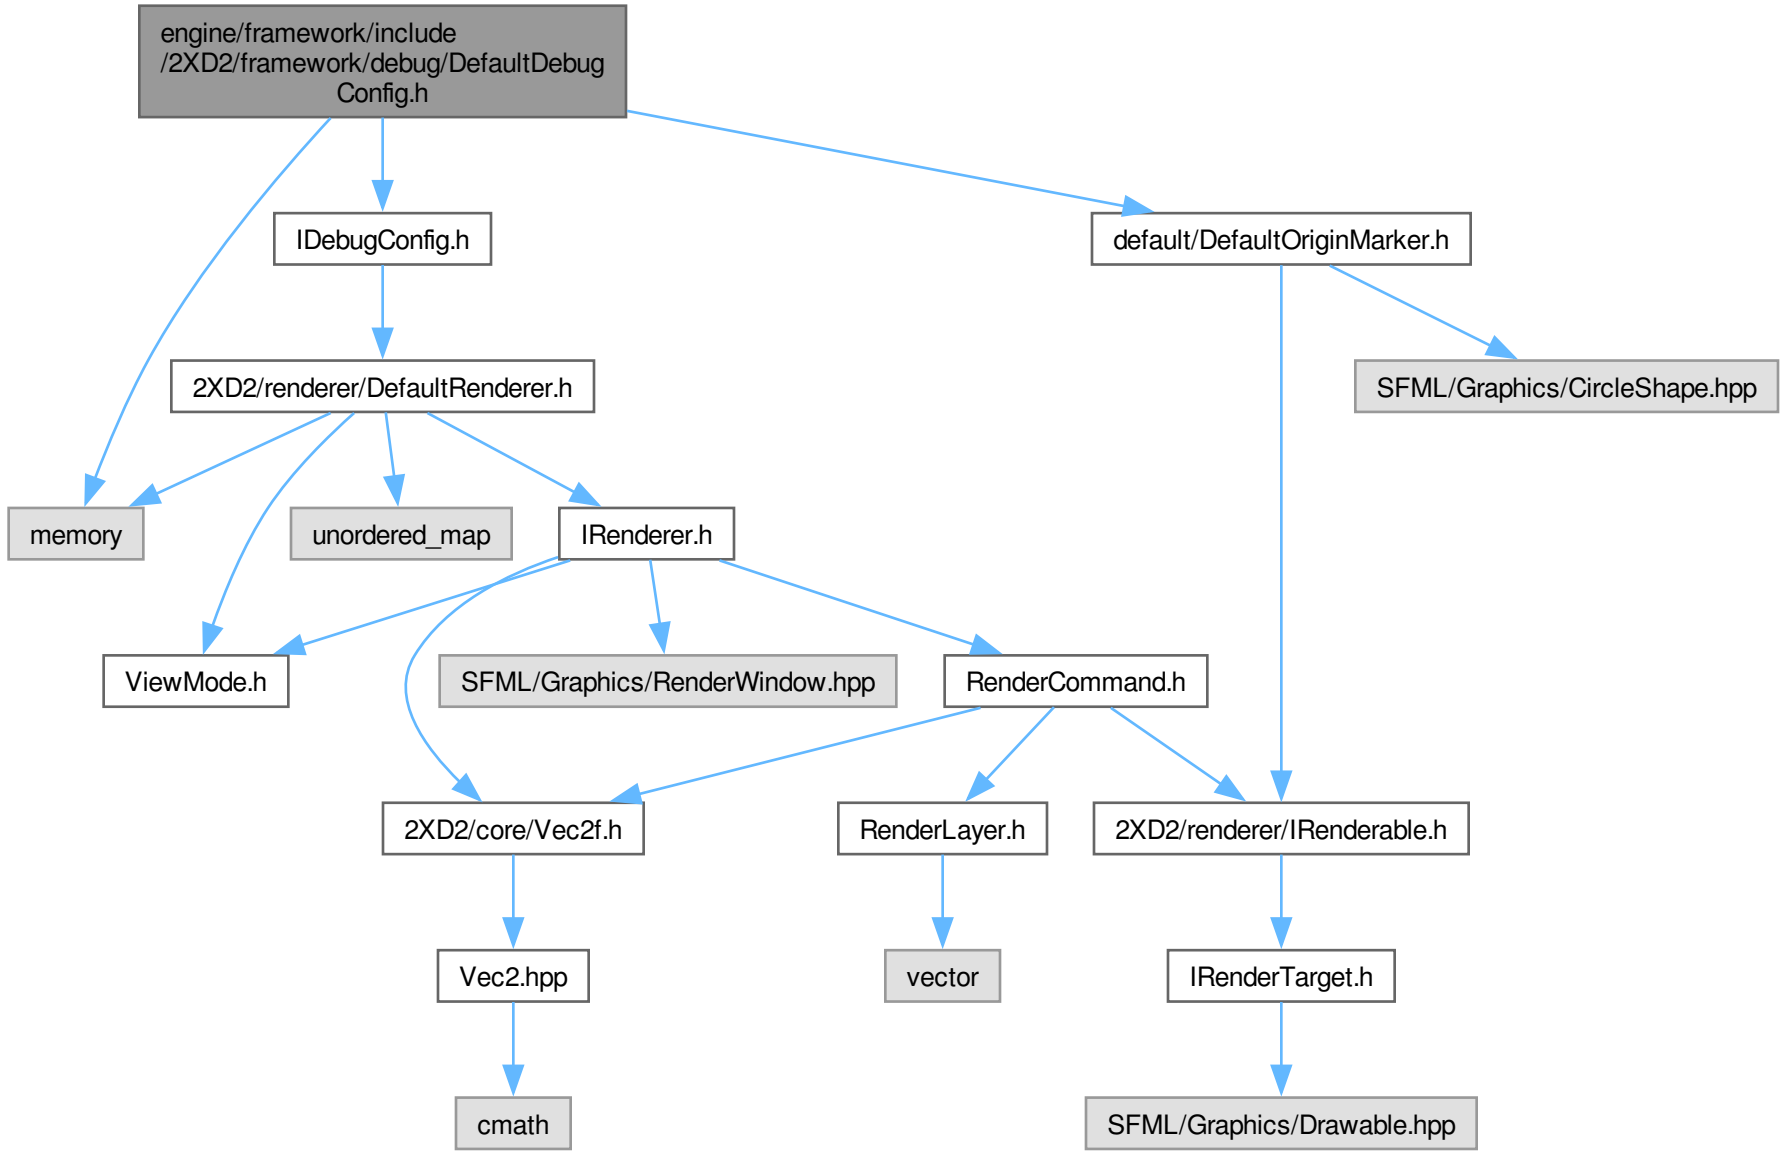 engine/framework/include
/2XD2/framework/debug/DefaultDebug
Config.h
IDebugConfig.h
default/DefaultOriginMarker.h
2XD2/renderer/DefaultRenderer.h
SFML/Graphics/CircleShape.hpp
memory
unordered_map
IRenderer.h
ViewMode.h
SFML/Graphics/RenderWindow.hpp
RenderCommand.h
2XD2/core/Vec2f.h
RenderLayer.h
2XD2/renderer/IRenderable.h
Vec2.hpp
vector
IRenderTarget.h
cmath
SFML/Graphics/Drawable.hpp